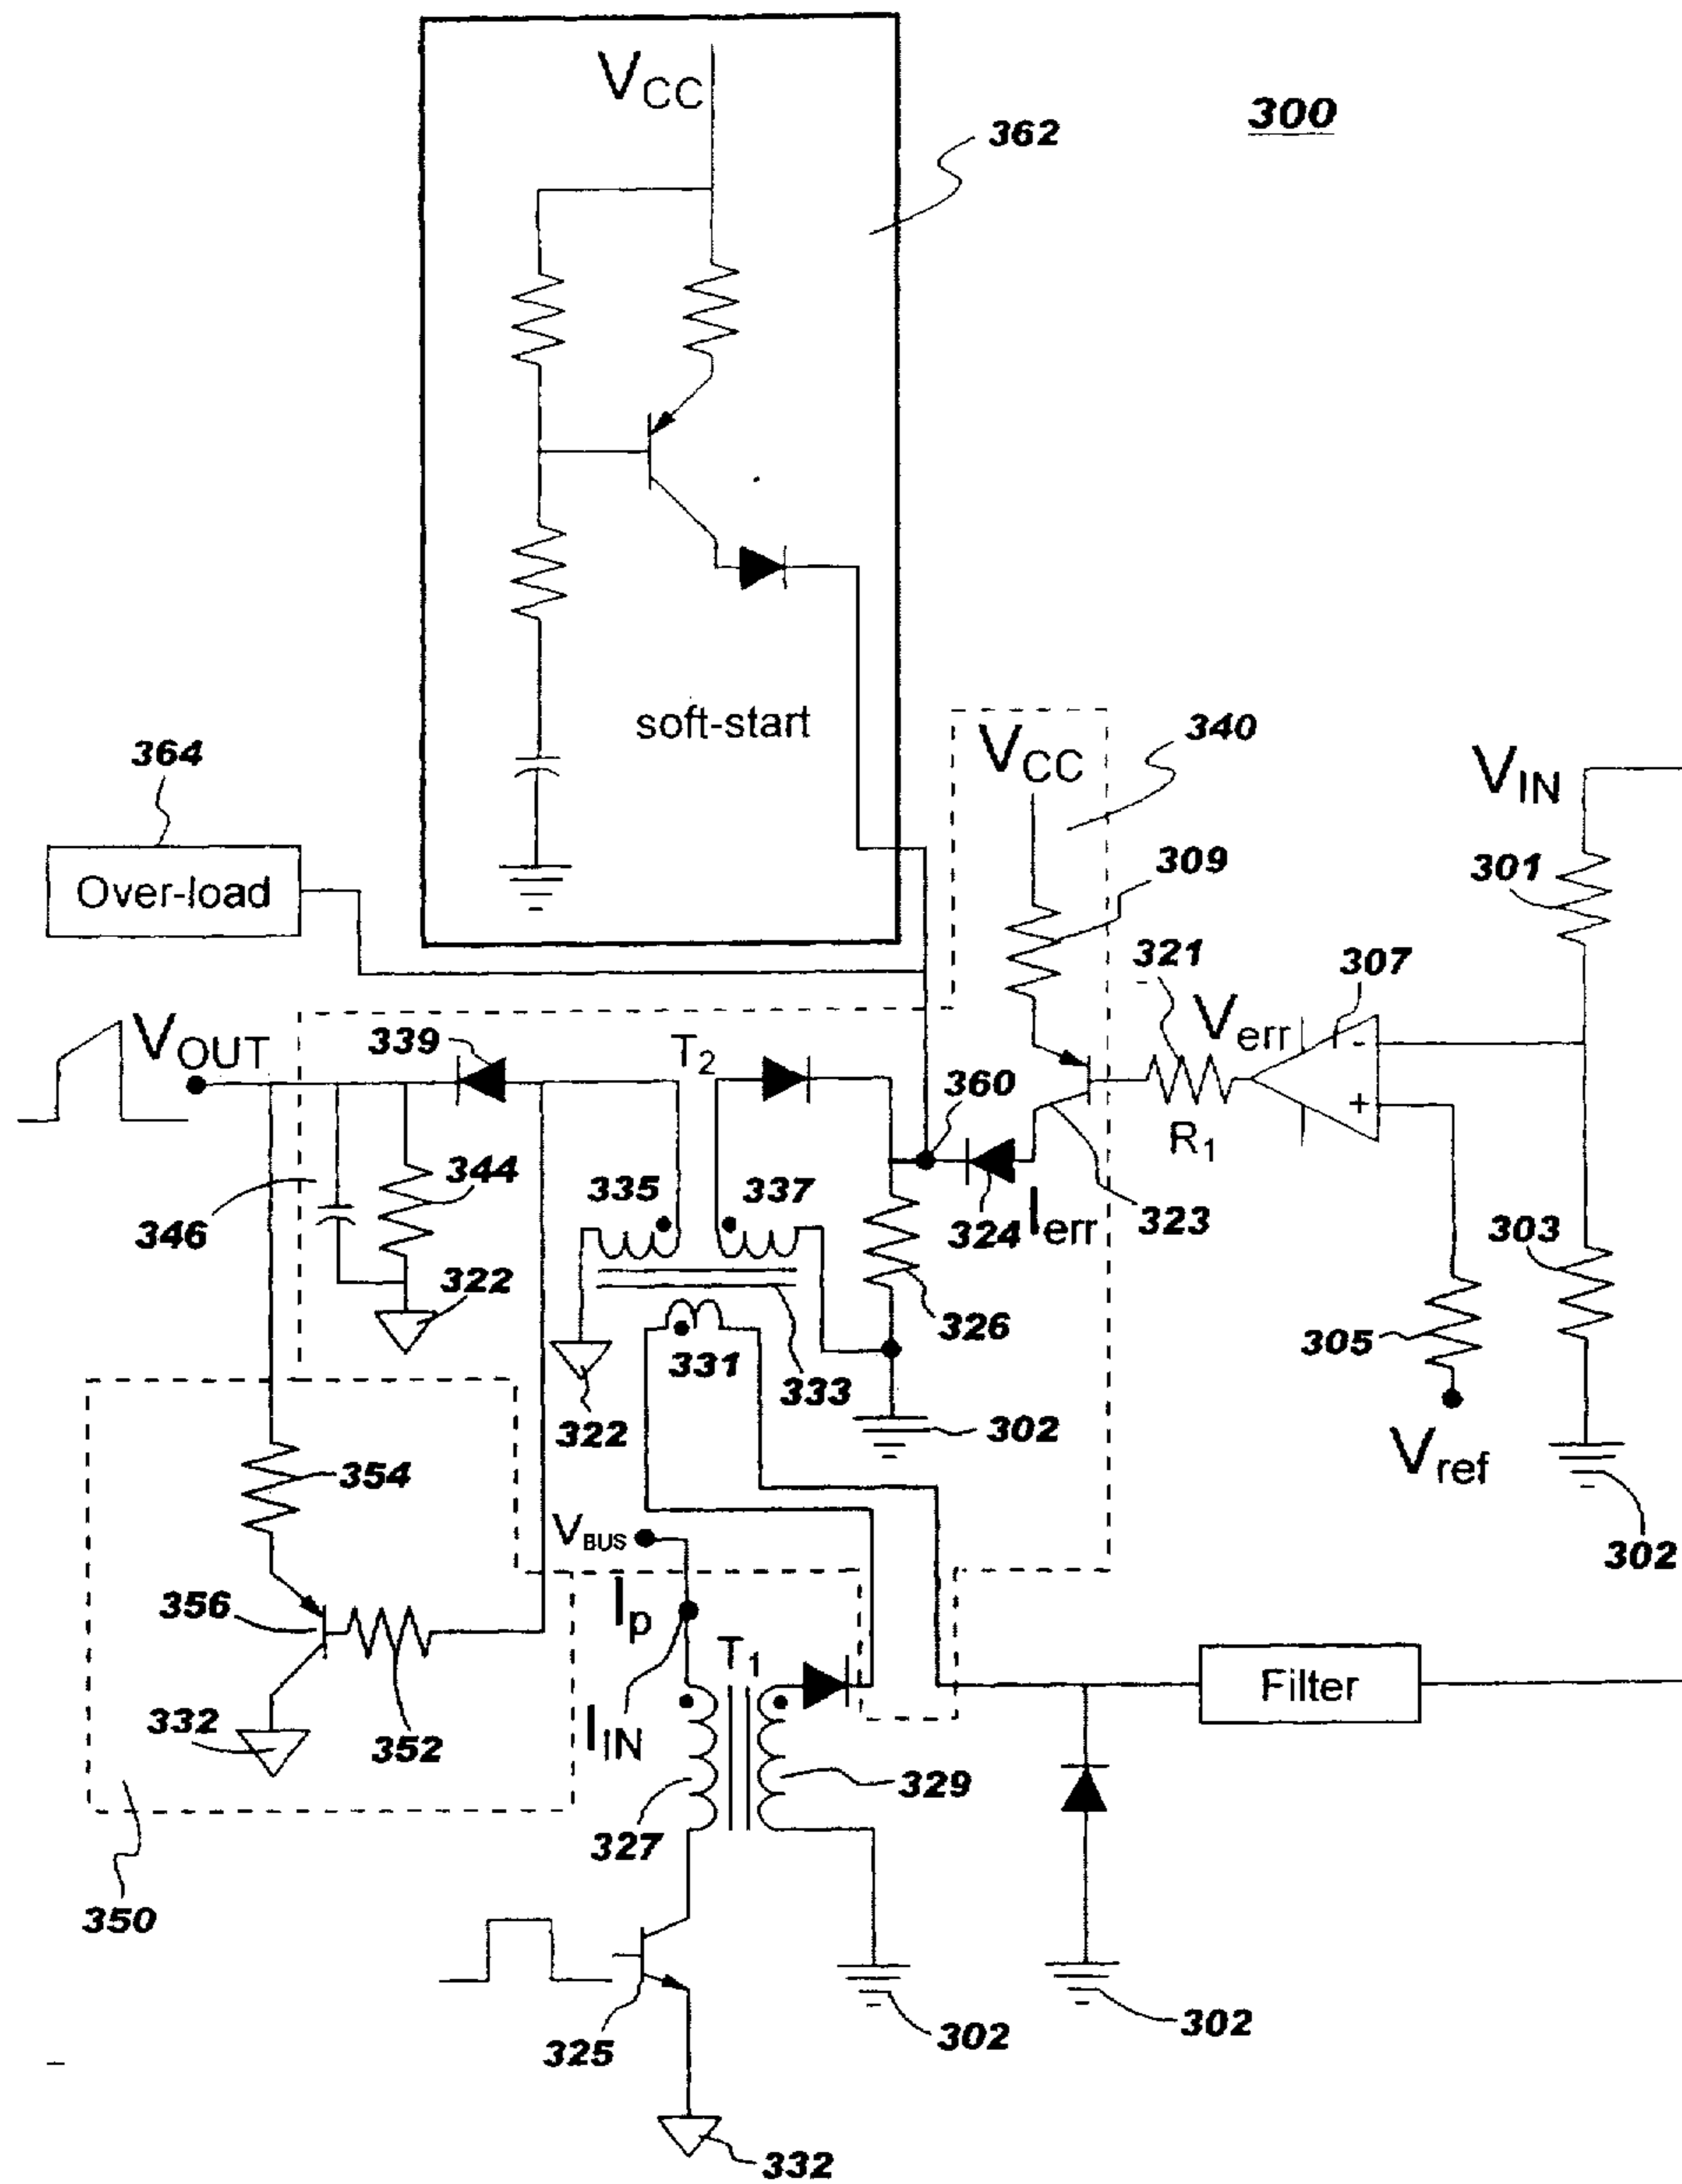 300
VCC
362
soft-start
364
Over-load
VCC
340
VIN
309
301
321
307
Verr
-
+
R1
VOUT
339
T2
360
344
335
337
324
Ierr
323
346
303
322
326
305
331
333
322
302
Vref
354
VBUS
302
356
Ip
T1
Filter
332
352
IIN
329
327
350
325
302
302
332